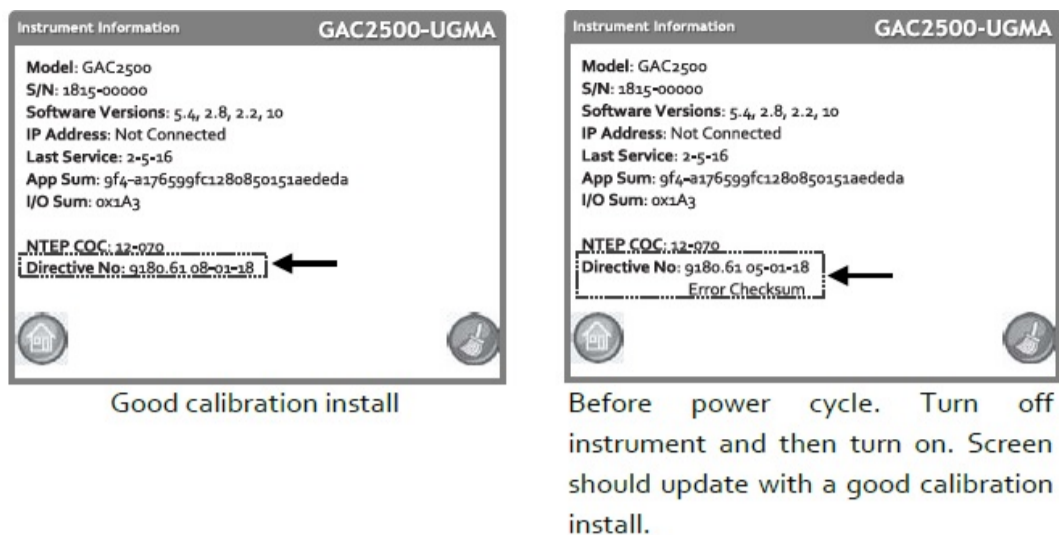 Instrument Information GAC2500-UGMA
Model: GAC2500
S/N: 1815-00000
Software Versions: 5.4, 2.8, 2.2, 10
IP Address: Not Connected
Last Service: 2-5-16
App Sum: 9f4-a176599fc1280850151aededa
I/O Sum: 0x1A3
NTEP COC: 12-070
Directive No: 9180.61 08-01-18
Good calibration install
Instrument Information GAC2500-UGMA
Model: GAC2500
S/N: 1815-00000
Software Versions: 5.4, 2.8, 2.2, 10
IP Address: Not Connected
Last Service: 2-5-16
App Sum: 9f4-a176599fc1280850151aededa
I/O Sum: 0x1A3
NTEP COC: 12-070
Directive No: 9180.61 05-01-18
Error Checksum
Before power cycle. Turn off
instrument and then turn on. Screen
should update with a good calibration
install.